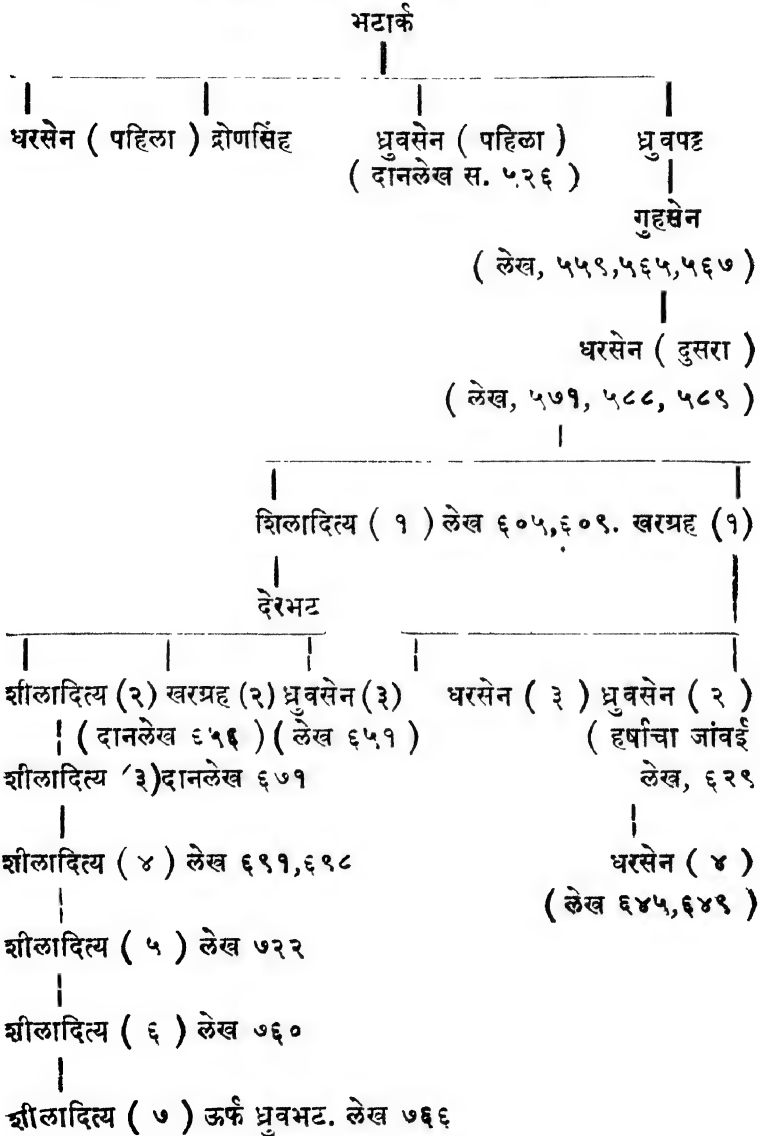 भटार्क
धरसेन ( पहिला ) द्रोणसिंह ध्रुवसेन ( पहिला ) ध्रुवपट्ट
( दानलेख स. ५२६ )
गुहसेन
( लेख, ५५९,५६५,५६७ )
धरसेन ( दुसरा )
( लेख, ५७१, ५८८, ५८९ )
शिलादित्य ( १ ) लेख ६०५,६०९. खरग्रह (१)
देरभट
शीलादित्य (२) खरग्रह (२) ध्रुवसेन (३) धरसेन ( ३ ) ध्रुवसेन ( २ )
( दानलेख ६५६ ) ( लेख ६५१ ) ( हर्षाचा जांवई
शीलादित्य (३)दानलेख ६७१ लेख, ६२९
शीलादित्य ( ४ ) लेख ६९१,६९८ धरसेन ( ४ )
( लेख ६४५,६४९ )
शीलादित्य ( ५ ) लेख ७२२
शीलादित्य ( ६ ) लेख ७६०
शीलादित्य ( ७ ) ऊर्फ ध्रुवभट. लेख ७६६